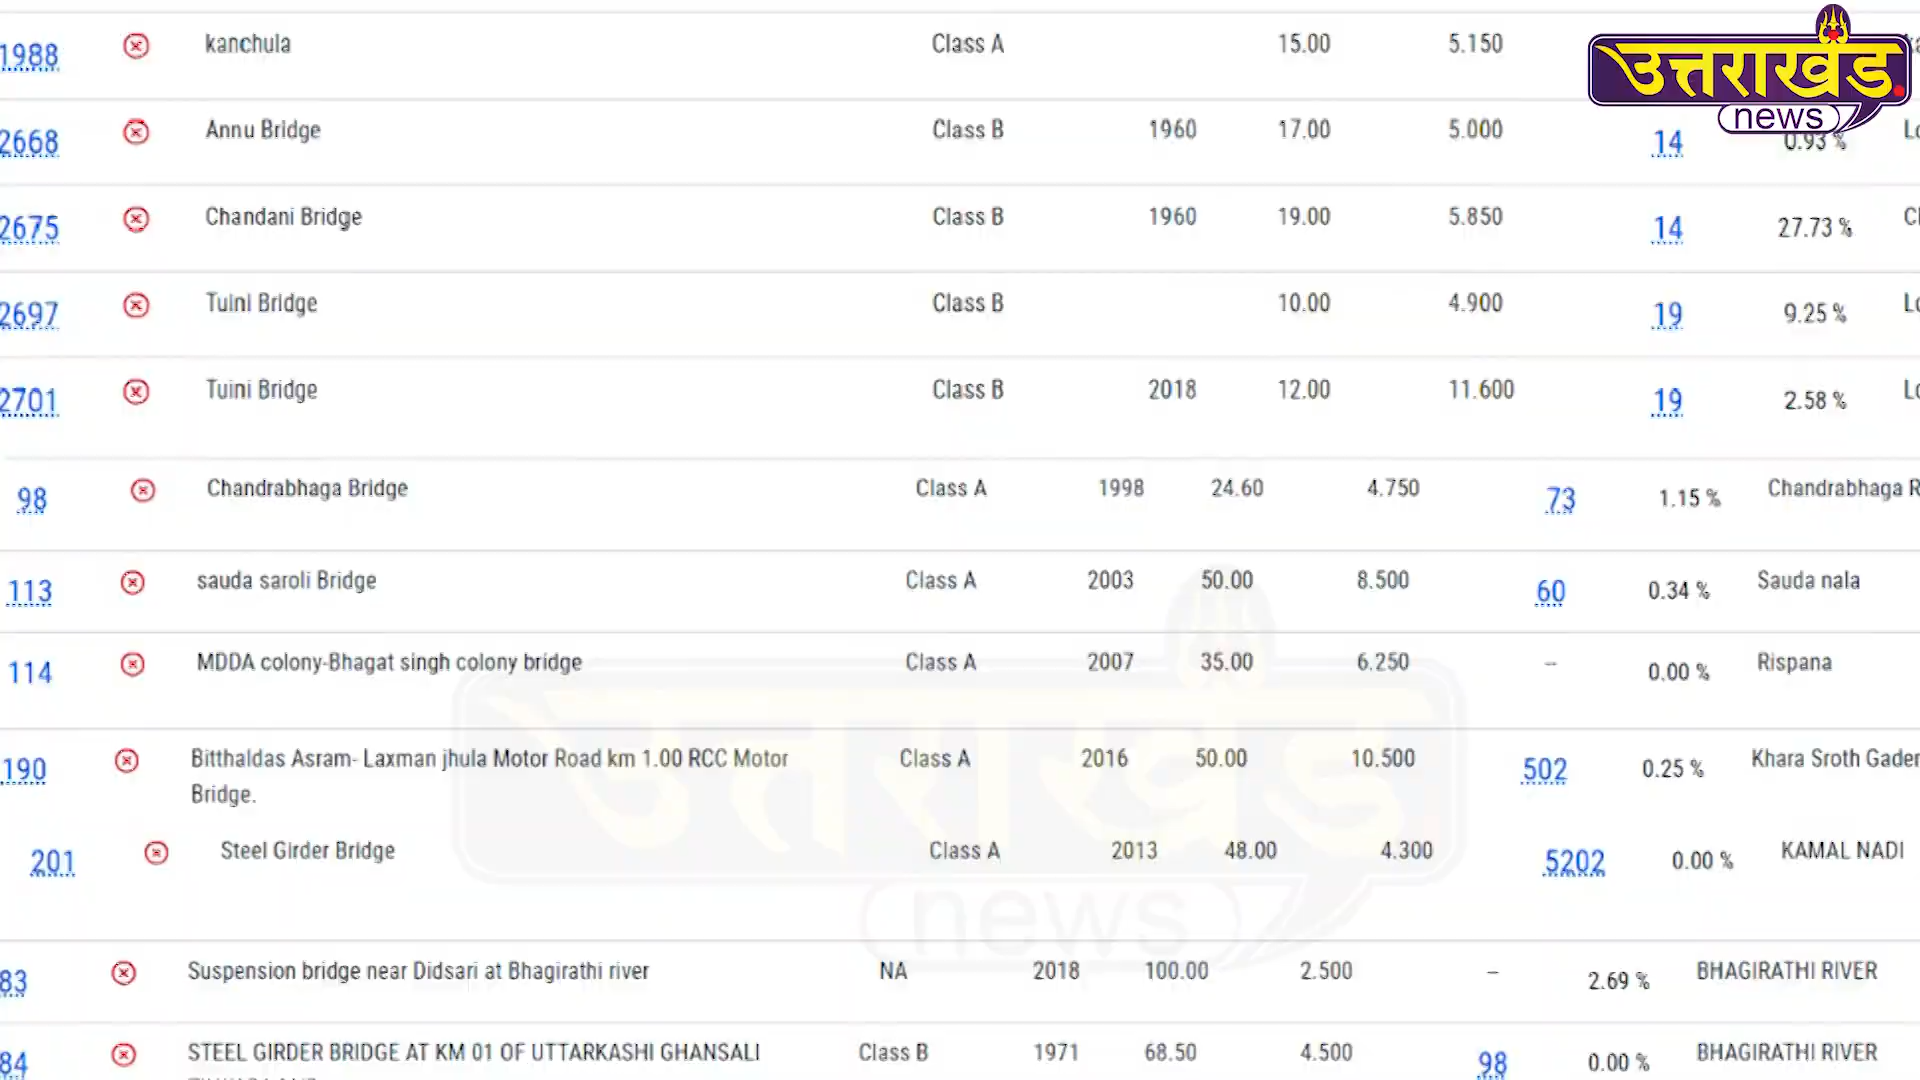 1988 kanchula Class A 15.00 5.150
उत्तराखंड
news
2668 Annu Bridge Class B 1960 17.00 5.000 14 0.93 %
2675 Chandani Bridge Class B 1960 19.00 5.850 14 27.73 %
2697 Tuini Bridge Class B 10.00 4.900 19 9.25 %
2701 Tuini Bridge Class B 2018 12.00 11.600 19 2.58 %
98 Chandrabhaga Bridge Class A 1998 24.60 4.750 73 1.15 % Chandrabhaga R
113 sauda saroli Bridge Class A 2003 50.00 8.500 60 0.34 % Sauda nala
114 MDDA colony-Bhagat singh colony bridge Class A 2007 35.00 6.250 – 0.00 % Rispana
190 Bitthaldas Asram- Laxman jhula Motor Road km 1.00 RCC Motor Class A 2016 50.00 10.500 502 0.25 % Khara Sroth Gader
Bridge.
201 Steel Girder Bridge Class A 2013 48.00 4.300 5202 0.00 % KAMAL NADI
उत्तराखंड
news
83 Suspension bridge near Didsari at Bhagirathi river NA 2018 100.00 2.500 – 2.69 % BHAGIRATHI RIVER
84 STEEL GIRDER BRIDGE AT KM 01 OF UTTARKASHI GHANSALI Class B 1971 68.50 4.500 98 0.00 % BHAGIRATHI RIVER